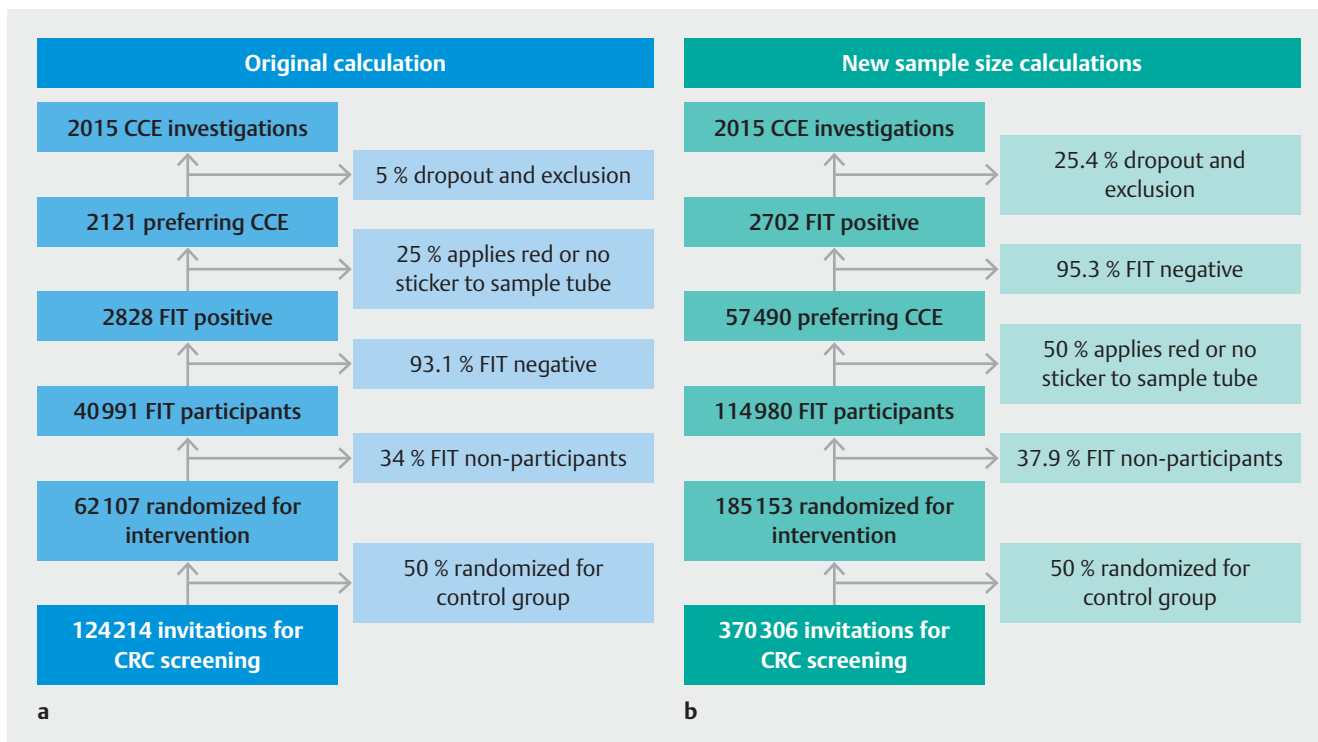 Original calculation
2015 CCE investigations
5 % dropout and exclusion
2121 preferring CCE
25 % applies red or no
sticker to sample tube
2828 FIT positive
93.1 % FIT negative
40991 FIT participants
34 % FIT non-participants
62107 randomized for
intervention
50 % randomized for
control group
124214 invitations for
CRC screening
a
New sample size calculations
2015 CCE investigations
25.4 % dropout and
exclusion
2702 FIT positive
95.3 % FIT negative
57490 preferring CCE
50 % applies red or no
sticker to sample tube
114980 FIT participants
37.9 % FIT non-participants
185153 randomized for
intervention
50 % randomized for
control group
370306 invitations for
CRC screening
b